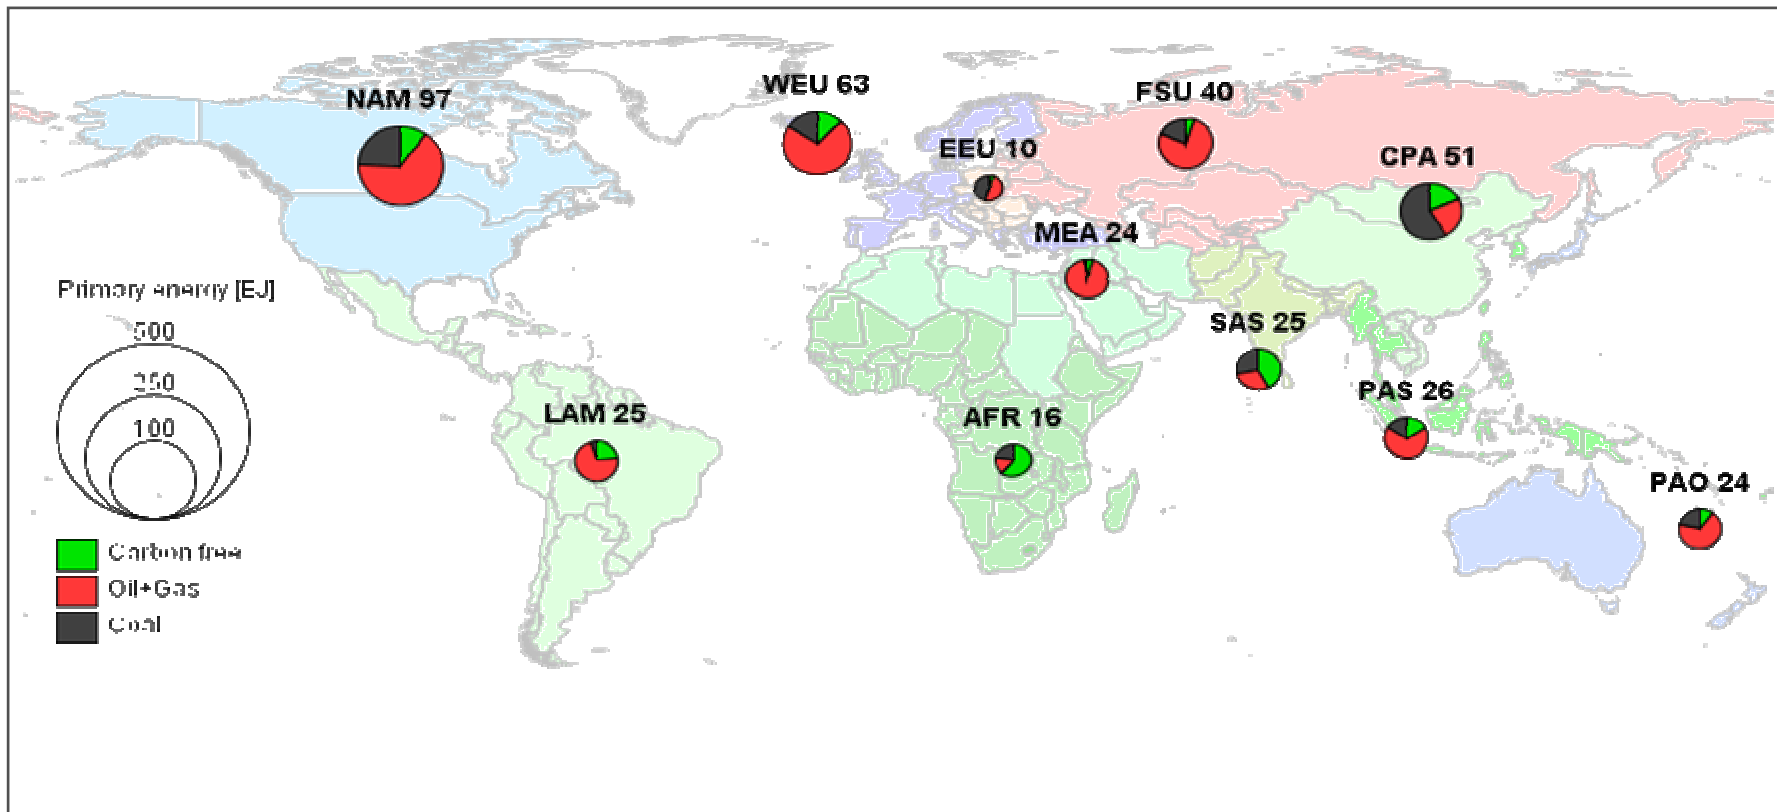 NAM 97
WEU 63
FSU 40
EEU 10
CPA 51
MEA 24
Primary energy [EJ]
500
250
100
SAS 25
PAS 26
LAM 25
AFR 16
PAO 24
Carbon free
Oil+Gas
Coal